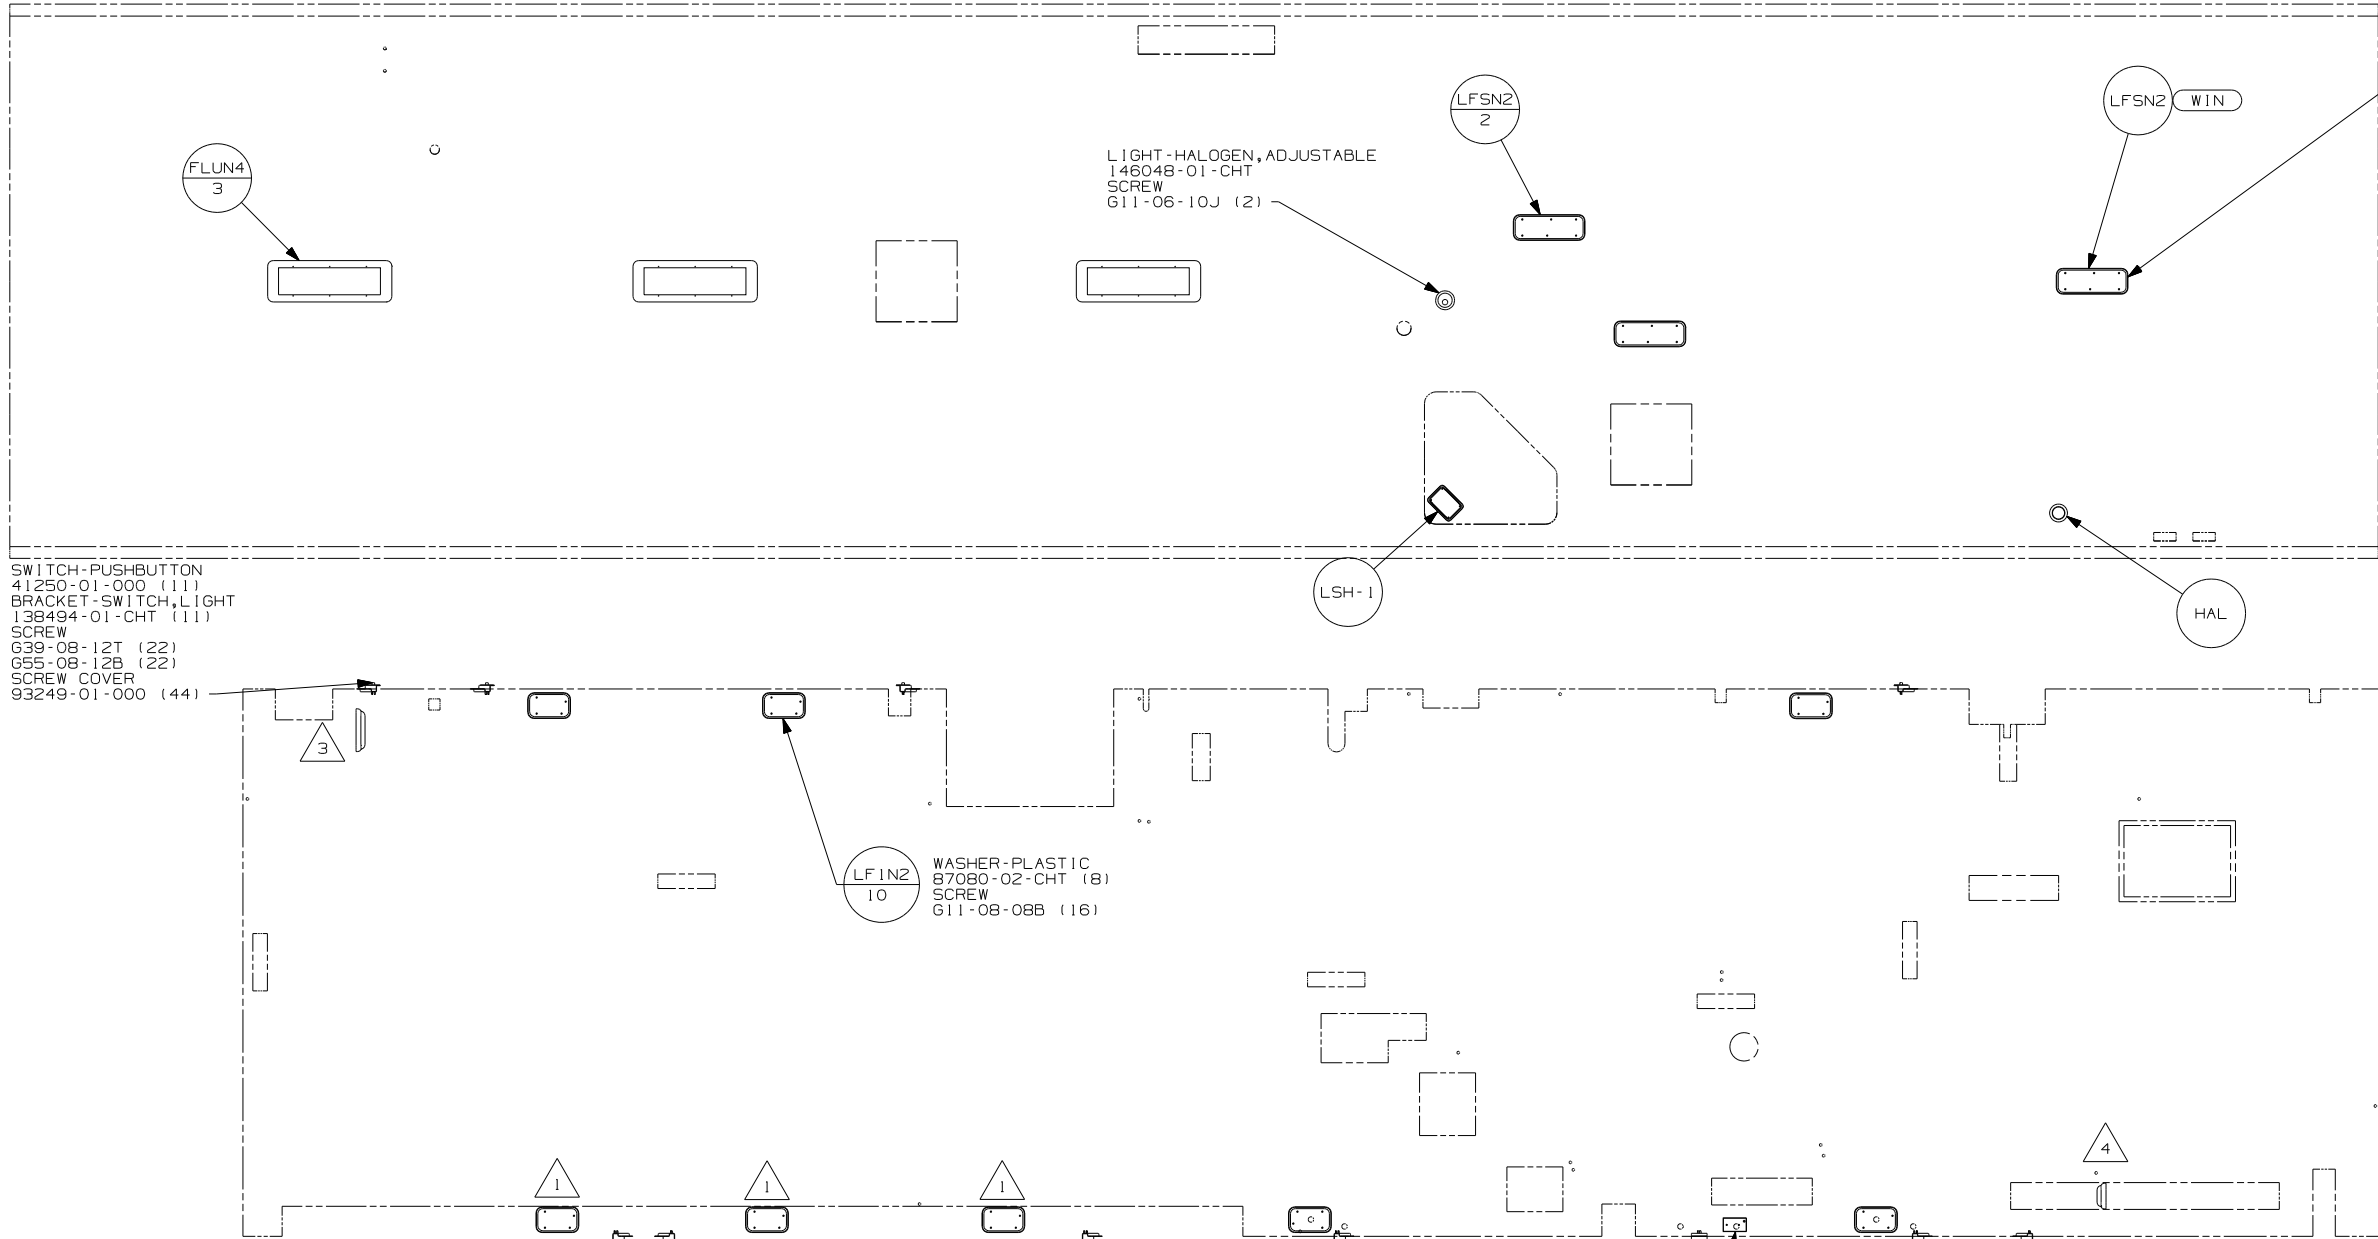 LFSN2
2
LFSN2
WIN
FLUN4
3
LIGHT-HALOGEN,ADJUSTABLE
146048-01-CHT
SCREW
G11-06-10J (2)
LSH-1
HAL
SWITCH-PUSHBUTTON
41250-01-000 (11)
BRACKET-SWITCH,LIGHT
138494-01-CHT (11)
SCREW
G39-08-12T (22)
G55-08-12B (22)
SCREW COVER
93249-01-000 (44)
3
LF1N2
10
WASHER-PLASTIC
87080-02-CHT (8)
SCREW
G11-08-08B (16)
4
1
1
1